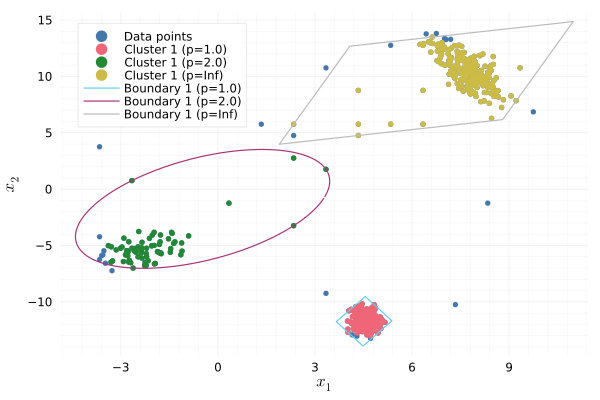 15
10
5
0
−5
−10
Data points
Cluster 1 (p=1.0)
Cluster 1 (p=2.0)
Cluster 1 (p=Inf)
Boundary 1 (p=1.0)
Boundary 1 (p=2.0)
Boundary 1 (p=Inf)
x₂
−3 0 3 6 9
x₁